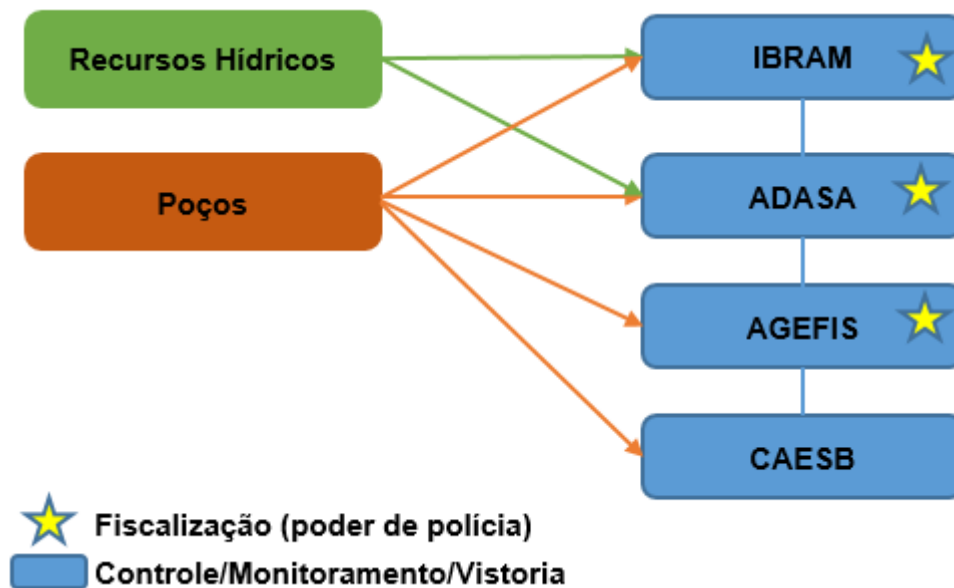 Recursos Hídricos
IBRAM
Poços
ADASA
AGEFIS
CAESB
Fiscalização (poder de polícia)
Controle/Monitoramento/Vistoria